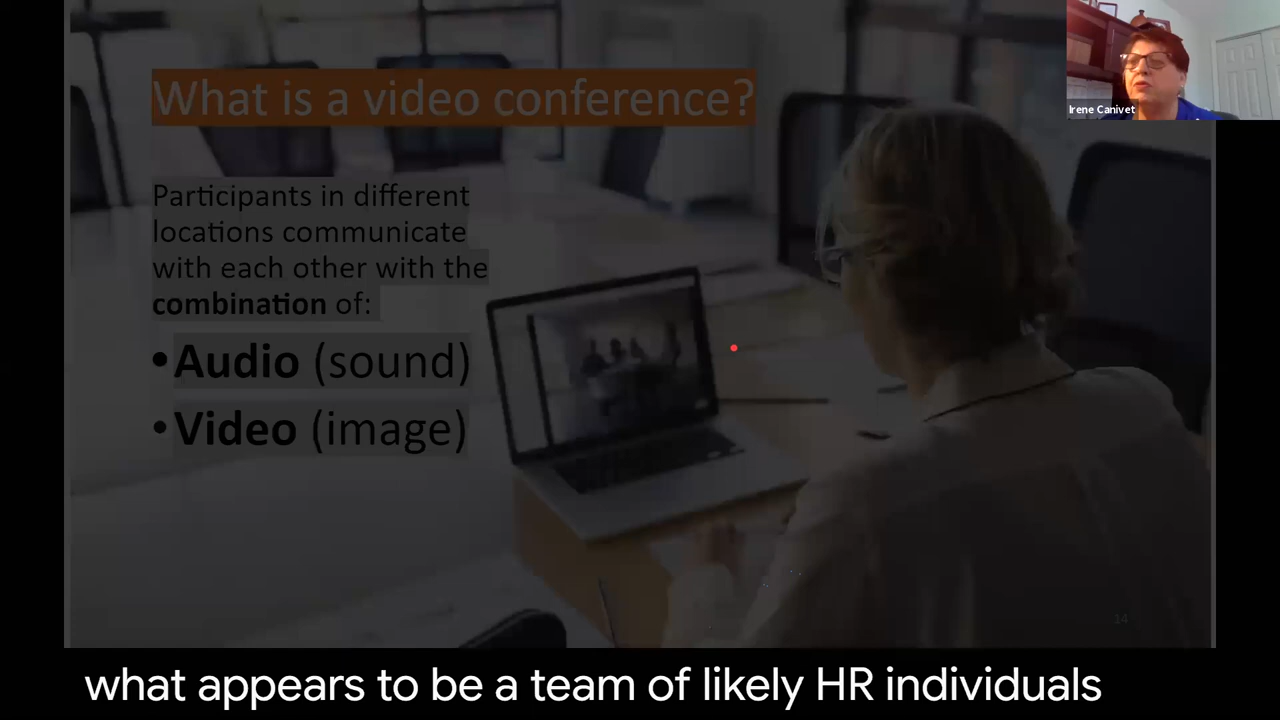 What is a video conference?
Irene Canivet
Participants in different
locations communicate
with each other with the
combination of:
•Audio (sound)
•Video (image)
14
what appears to be a team of likely HR individuals